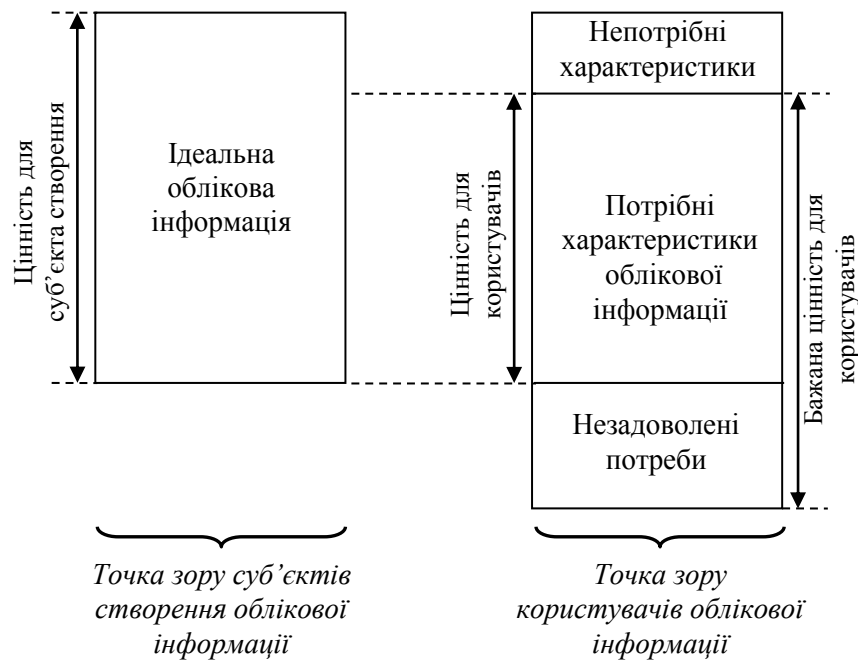 Цінність для
суб’єкта створення
Ідеальна
облікова
інформація
Цінність для
користувачів
Непотрібні
характеристики
Потрібні
характеристики
облікової
інформації
Незадоволені
потреби
Бажана цінність для
користувачів
Точка зору суб’єктів
створення облікової
інформації
Точка зору
користувачів облікової
інформації